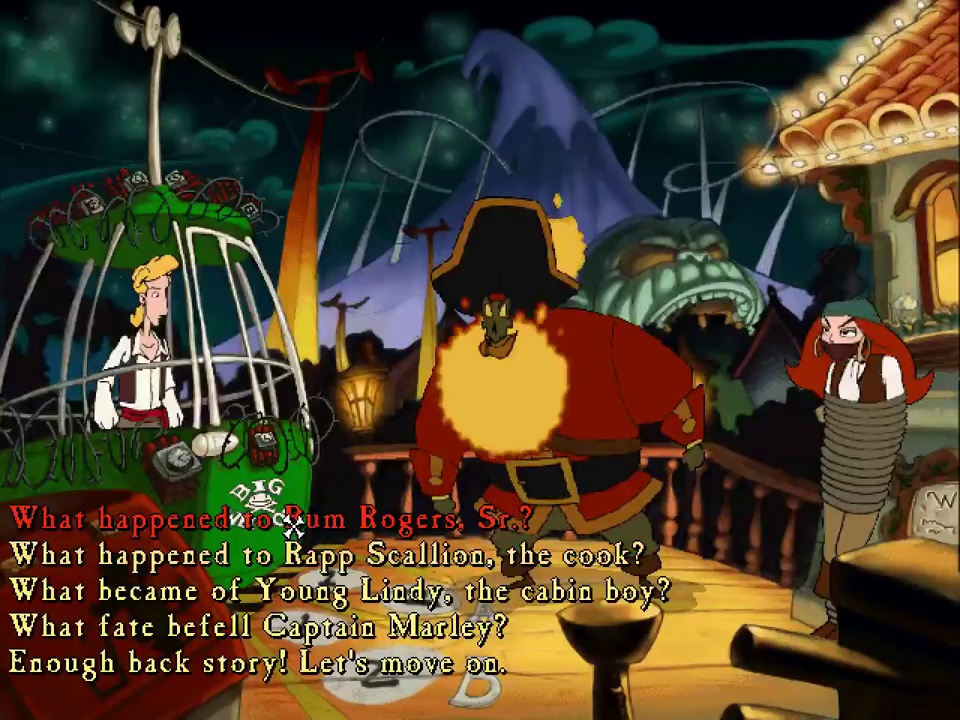 BIG
What happened to Rum Rogers, Sr.?
What happened to Rapp Scallion, the cook?
What became of Young Lindy, the cabin boy?
What fate befell Captain Marley?
Enough back story! Let's move on.